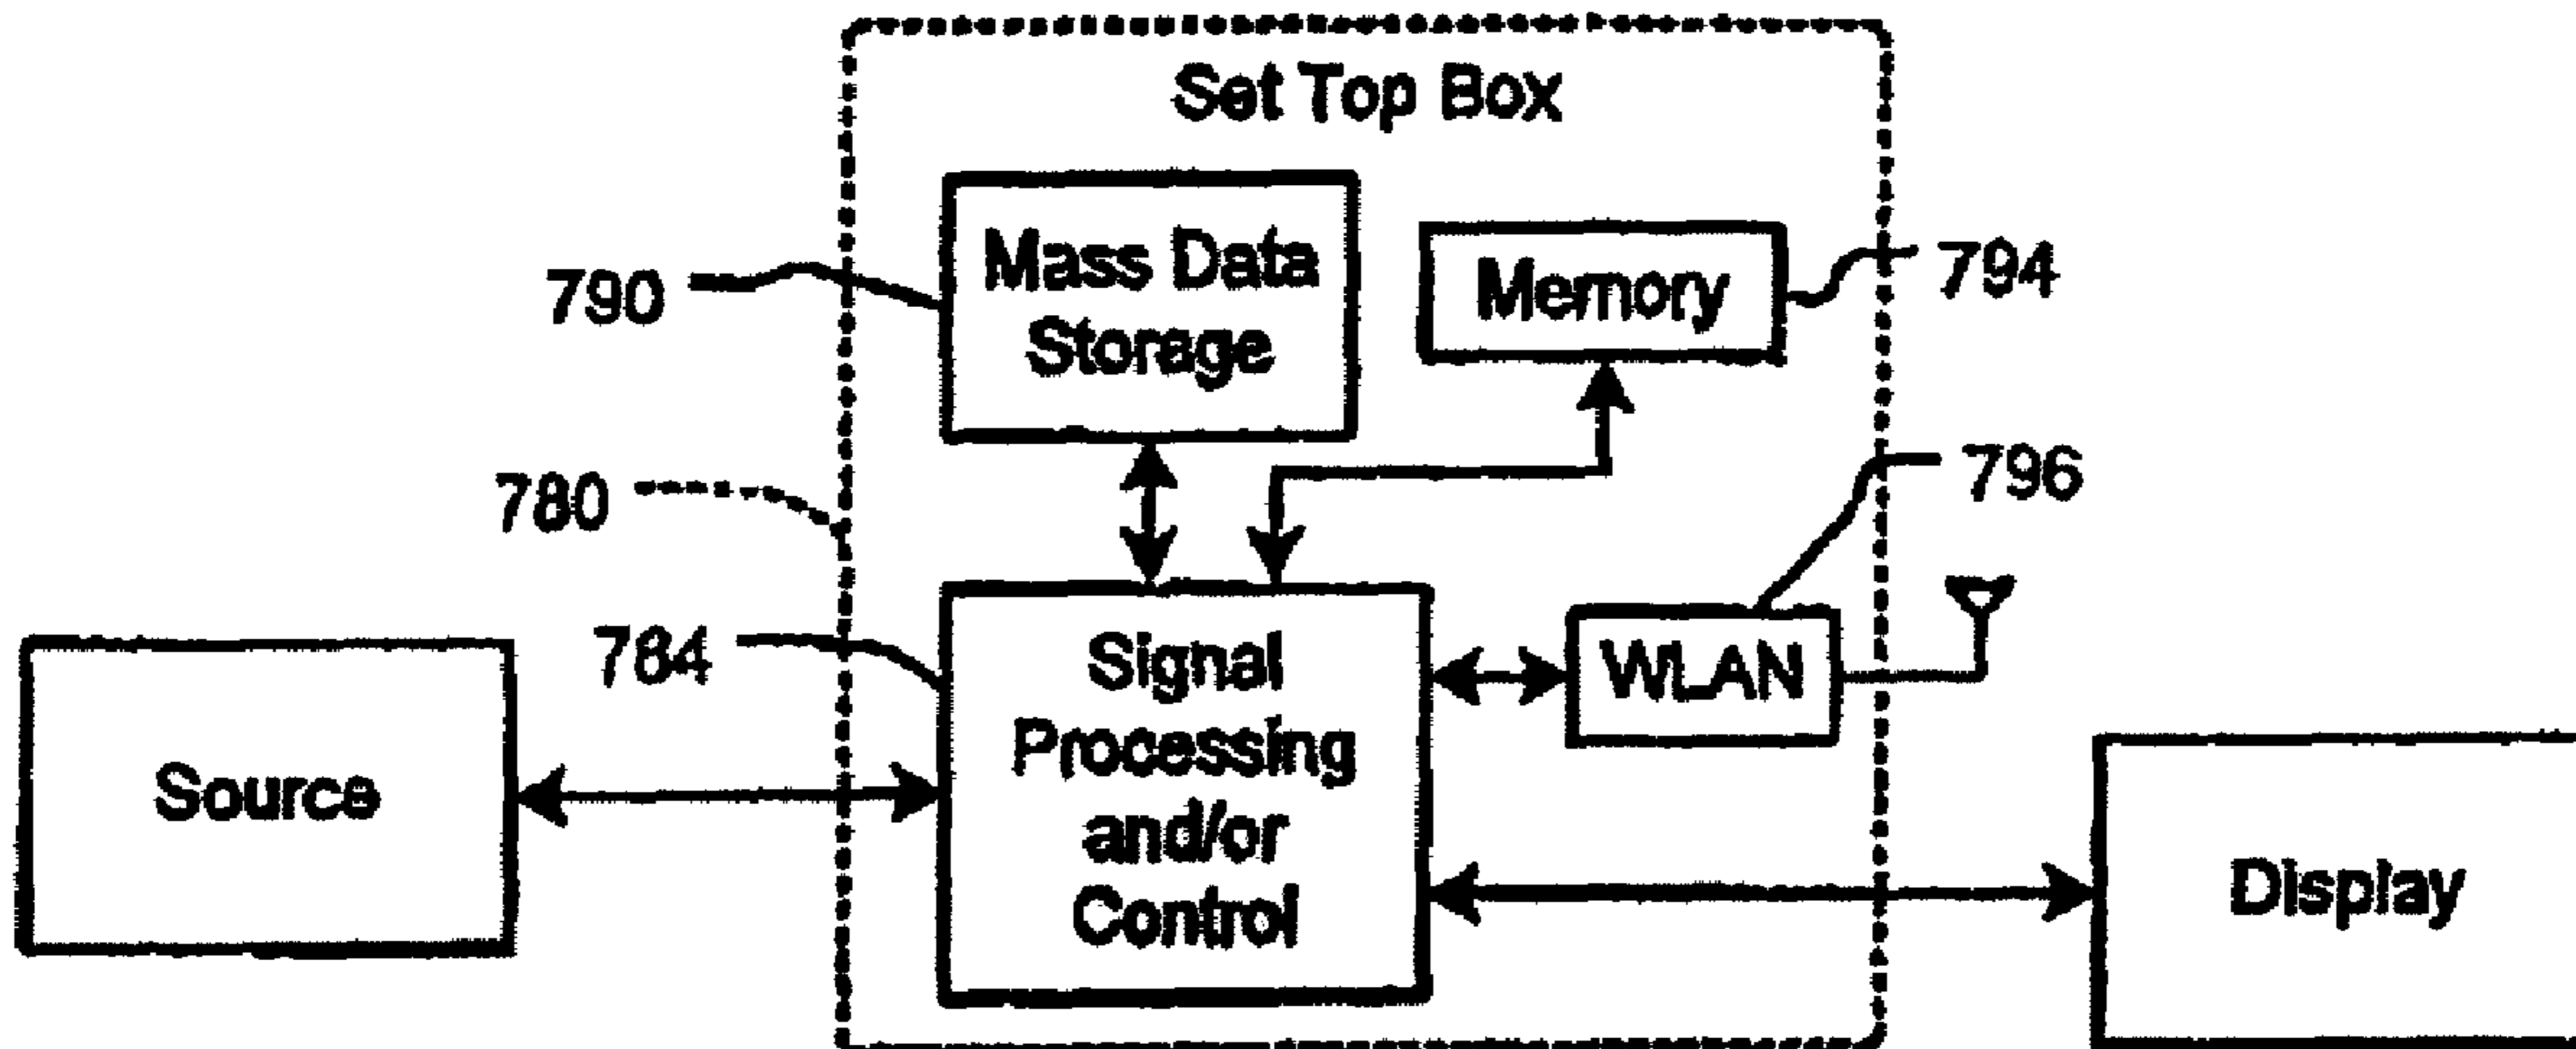 Set Top Box
Mass Data
Storage
Memory
790
794
780
796
784
Signal
Processing
and/or
Control
WLAN
Source
Display